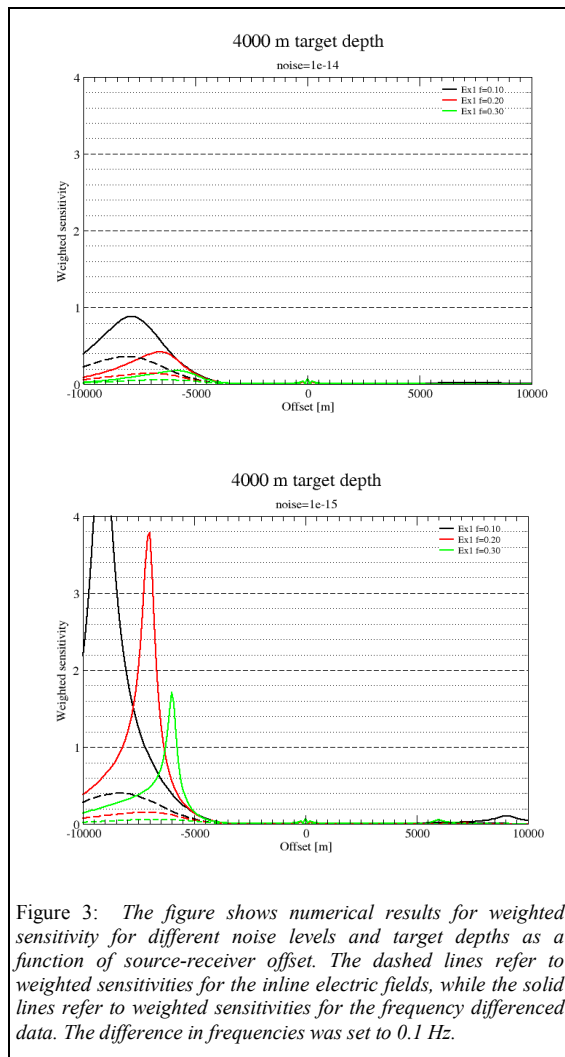 4000 m target depth
noise=1e-14
4
3
2
1
0
Weighted sensitivity
Ex1 f=0.10
Ex1 f=0.20
Ex1 f=0.30
-10000 -5000 0 5000 10000
Offset [m]
4000 m target depth
noise=1e-15
4
3
2
1
0
Weighted sensitivity
Ex1 f=0.10
Ex1 f=0.20
Ex1 f=0.30
-10000 -5000 0 5000 10000
Offset [m]
Figure 3: The figure shows numerical results for weighted
sensitivity for different noise levels and target depths as a
function of source-receiver offset. The dashed lines refer to
weighted sensitivities for the inline electric fields, while the solid
lines refer to weighted sensitivities for the frequency differenced
data. The difference in frequencies was set to 0.1 Hz.